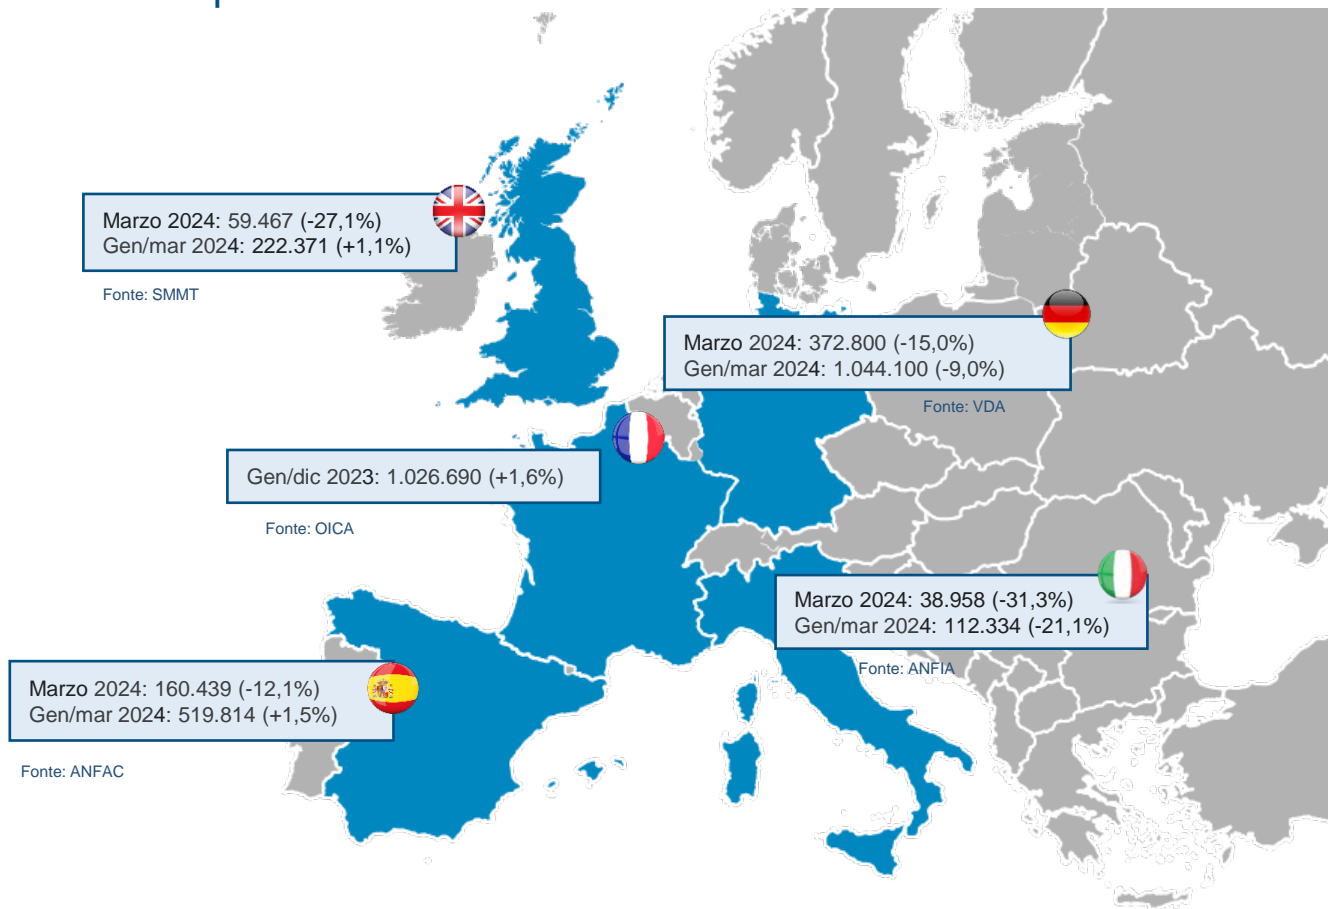 Marzo 2024: 59.467 (-27,1%)
Gen/mar 2024: 222.371 (+1,1%)
Fonte: SMMT
Marzo 2024: 372.800 (-15,0%)
Gen/mar 2024: 1.044.100 (-9,0%)
Fonte: VDA
Gen/dic 2023: 1.026.690 (+1,6%)
Fonte: OICA
Marzo 2024: 38.958 (-31,3%)
Gen/mar 2024: 112.334 (-21,1%)
Fonte: ANFIA
Marzo 2024: 160.439 (-12,1%)
Gen/mar 2024: 519.814 (+1,5%)
Fonte: ANFAC